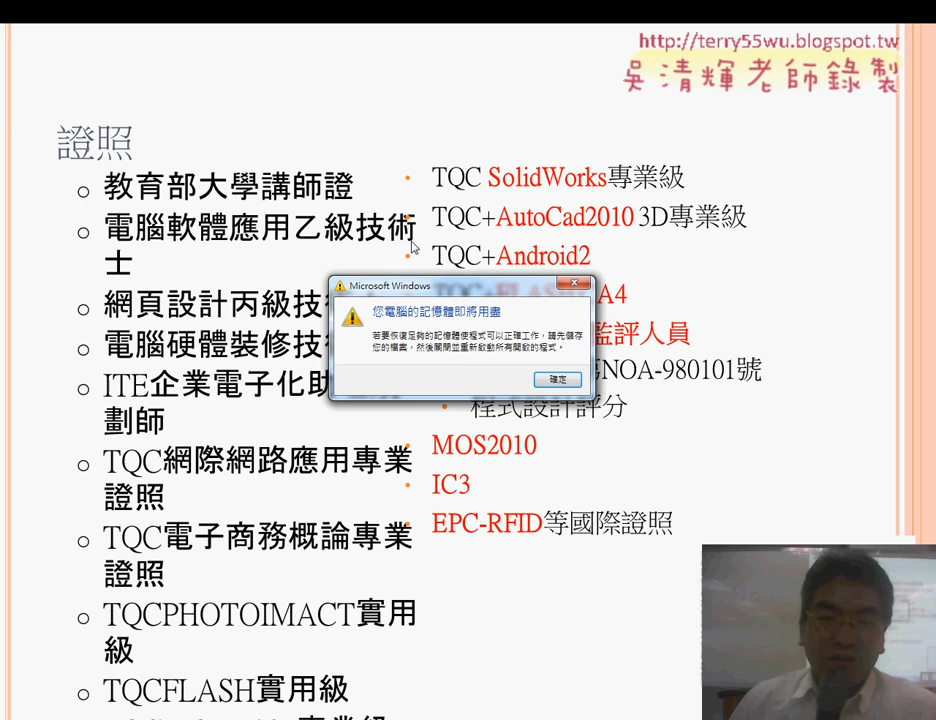 http://terry55wu.blogspot.tw
吳清輝老師錄製
證照
教育部大學講師證
電腦軟體應用乙級技術
士
網頁設計丙級技
電腦硬體裝修技
ITE企業電子化助
劃師
TQC網際網路應用專業
證照
TQC電子商務概論專業
證照
TQCPHOTOIMACT實用
級
TQCFLASH實用級
TQC SolidWorks專業級
TQC+AutoCad2010 3D專業級
TQC+Android2
A4
監評人員
NOA-980101號
程式設計評分
MOS2010
IC3
EPC-RFID等國際證照
Microsoft Windows
您電腦的記憶體即將用盡
若要恢復足夠的記憶體使程式可以正確工作，請先儲存
您的檔案，然後關閉並重新啟動所有開啟的程式。
確定